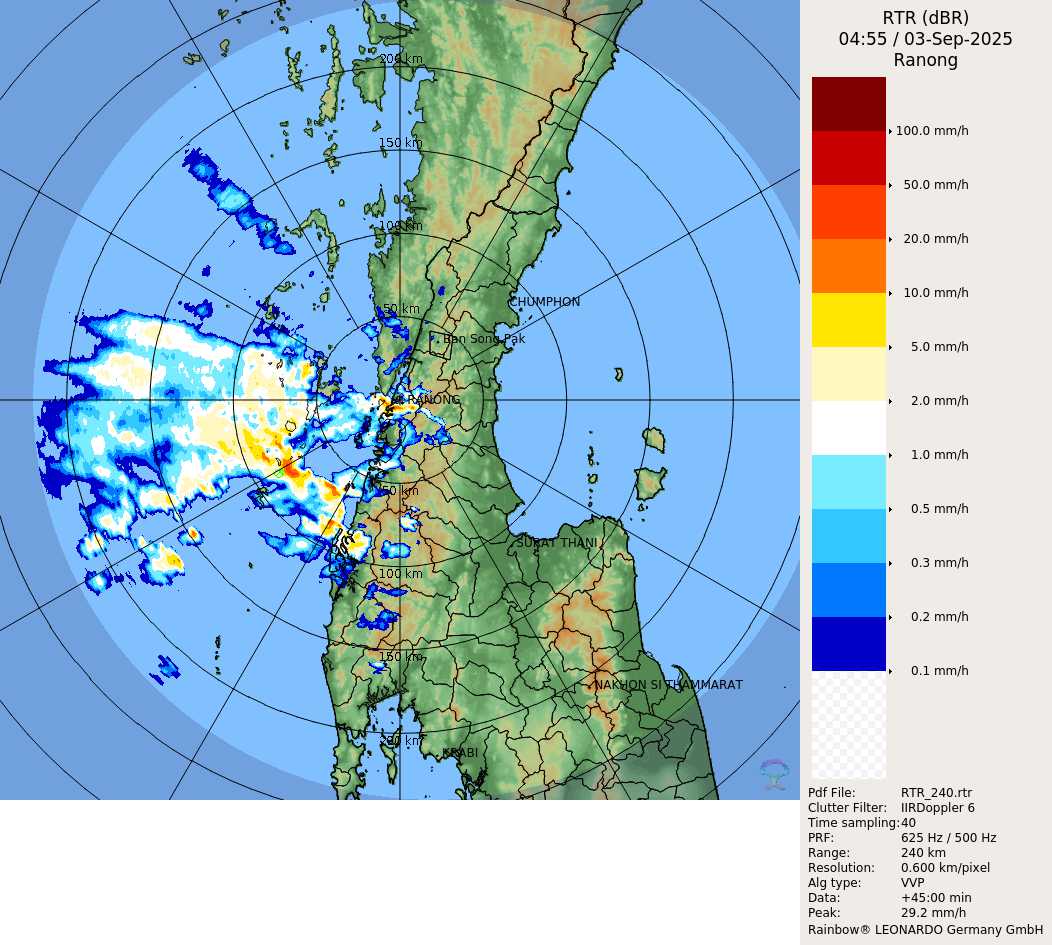 RTR (dBR)
04:55 / 03-Sep-2025
Ranong
200 km
150 km
100 km
50 km
CHUMPHON
Ban Song Pak
RANONG
50 km
SURAT THANI
100 km
150 km
NAKHON SI THAMMARAT
200 km
KRABI
100.0 mm/h
50.0 mm/h
20.0 mm/h
10.0 mm/h
5.0 mm/h
2.0 mm/h
1.0 mm/h
0.5 mm/h
0.3 mm/h
0.2 mm/h
0.1 mm/h
Pdf File: RTR_240.rtr
Clutter Filter: IIRDoppler 6
Time sampling: 40
PRF: 625 Hz / 500 Hz
Range: 240 km
Resolution: 0.600 km/pixel
Alg type: VVP
Data: +45:00 min
Peak: 29.2 mm/h
Rainbow® LEONARDO Germany GmbH